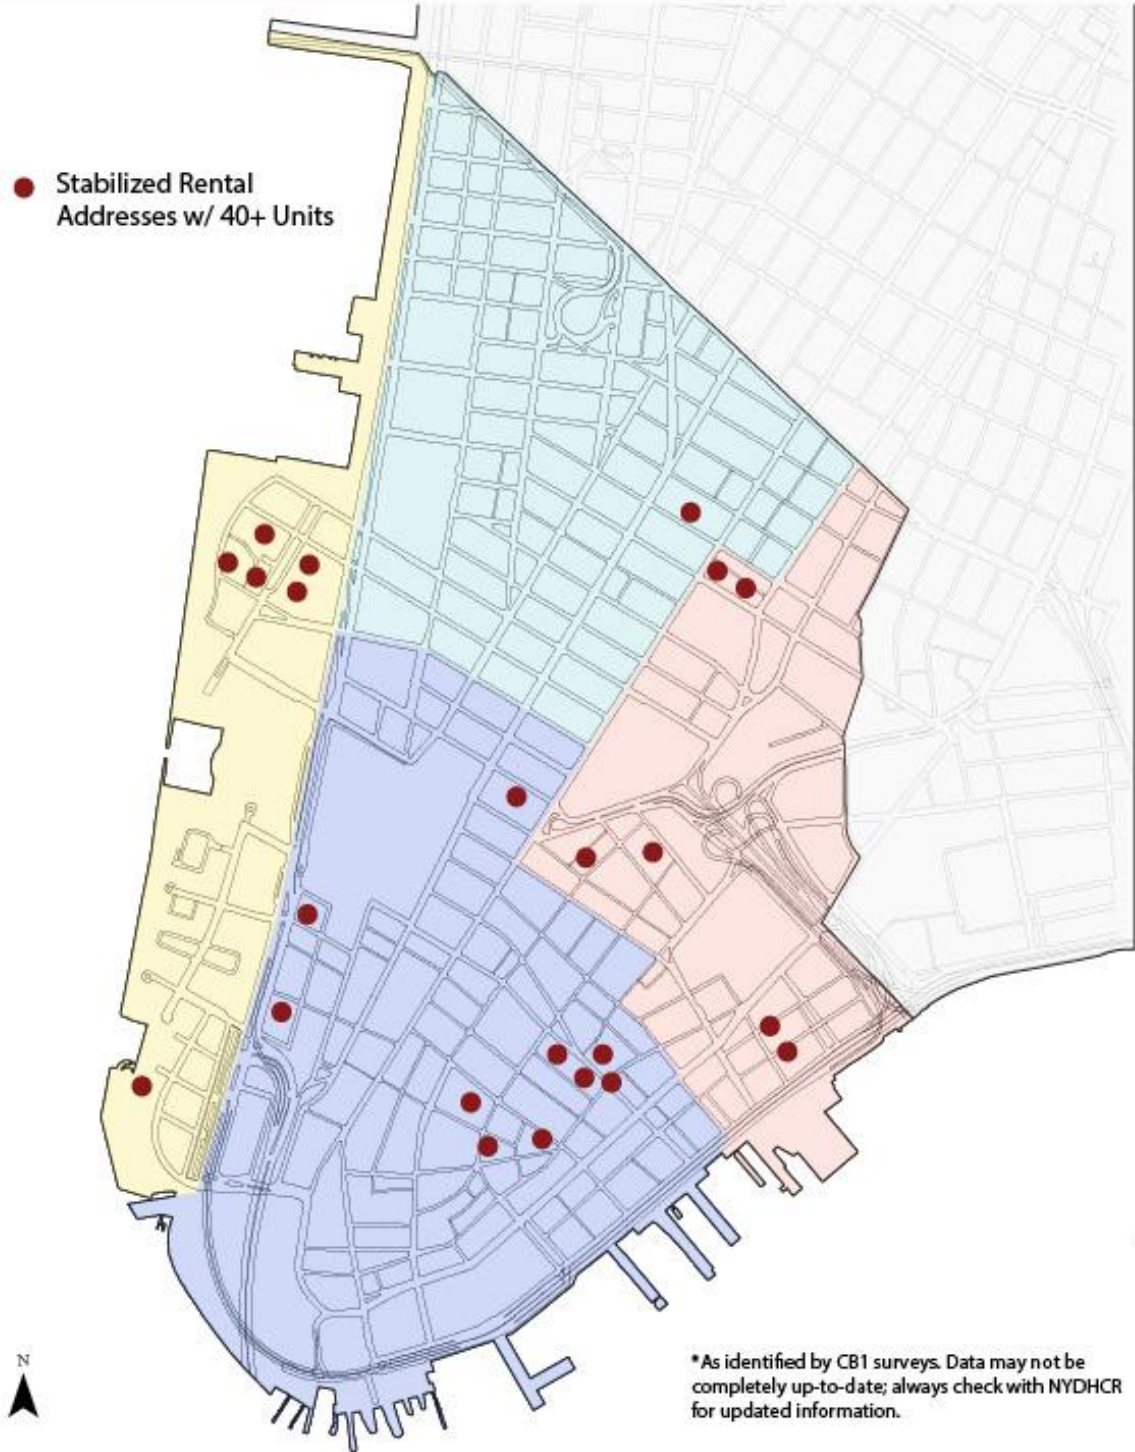 Stabilized Rental
Addresses w/ 40+ Units
N
*As identified by CB1 surveys. Data may not be
completely up-to-date; always check with NYDHCR
for updated information.